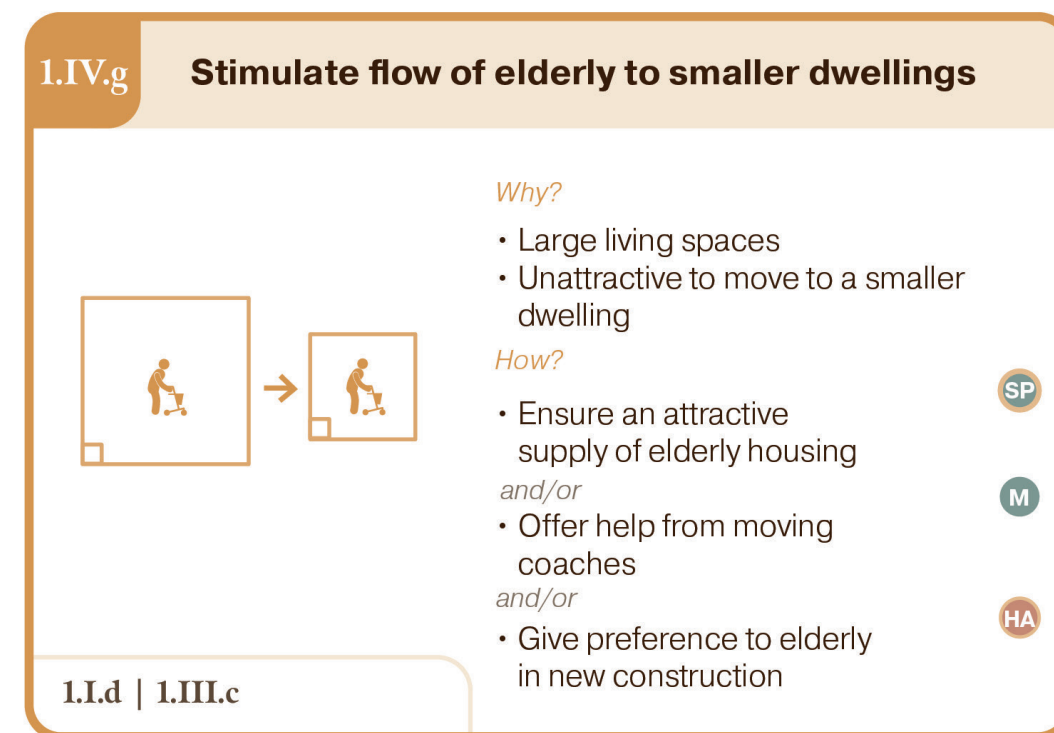 1.IV.g
Stimulate flow of elderly to smaller dwellings
Why?
• Large living spaces
• Unattractive to move to a smaller
dwelling
How?
• Ensure an attractive
supply of elderly housing
SP
and/or
• Offer help from moving
coaches
M
and/or
• Give preference to elderly
in new construction
HA
1.I.d | 1.III.c